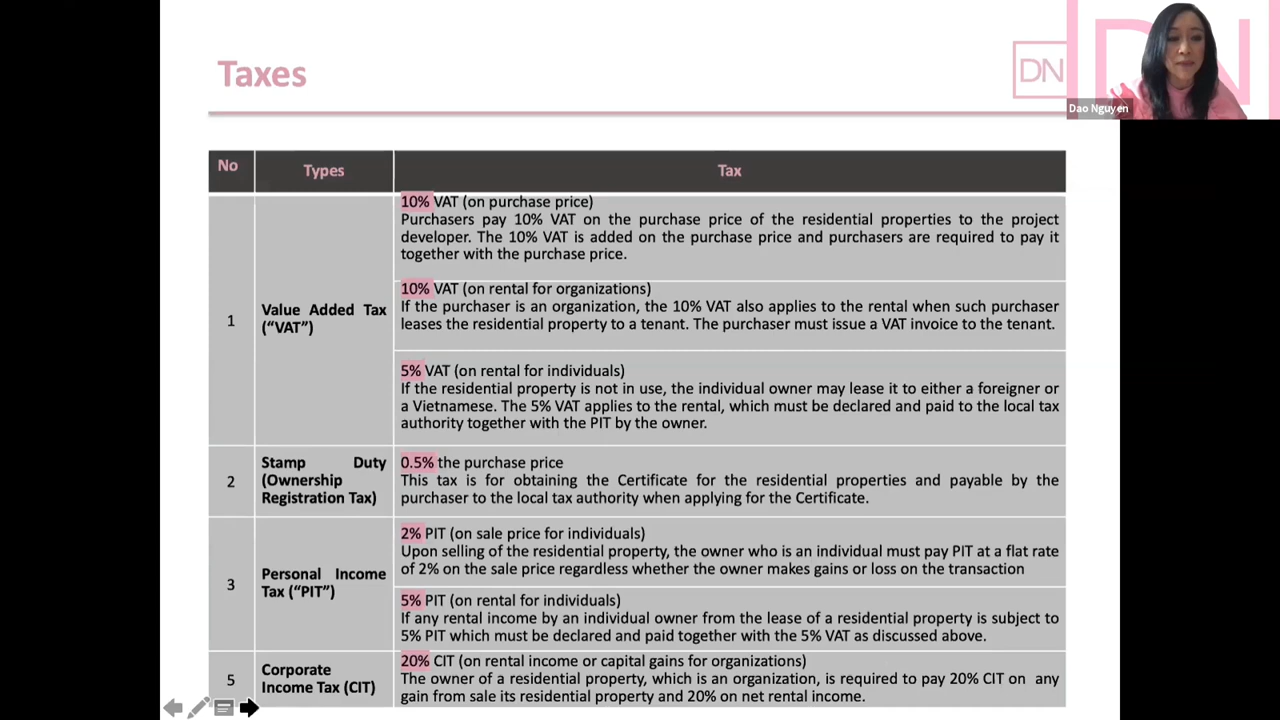 Taxes
DN
DN
Dao Nguyen
No
Types
Tax
1
Value Added Tax
(“VAT”)
10% VAT (on purchase price)
Purchasers pay 10% VAT on the purchase price of the residential properties to the project
developer. The 10% VAT is added on the purchase price and purchasers are required to pay it
together with the purchase price.
10% VAT (on rental for organizations)
If the purchaser is an organization, the 10% VAT also applies to the rental when such purchaser
leases the residential property to a tenant. The purchaser must issue a VAT invoice to the tenant.
5% VAT (on rental for individuals)
If the residential property is not in use, the individual owner may lease it to either a foreigner or
a Vietnamese. The 5% VAT applies to the rental, which must be declared and paid to the local tax
authority together with the PIT by the owner.
2
Stamp Duty
(Ownership
Registration Tax)
0.5% the purchase price
This tax is for obtaining the Certificate for the residential properties and payable by the
purchaser to the local tax authority when applying for the Certificate.
3
Personal Income
Tax (“PIT”)
2% PIT (on sale price for individuals)
Upon selling of the residential property, the owner who is an individual must pay PIT at a flat rate
of 2% on the sale price regardless whether the owner makes gains or loss on the transaction
5% PIT (on rental for individuals)
If any rental income by an individual owner from the lease of a residential property is subject to
5% PIT which must be declared and paid together with the 5% VAT as discussed above.
5
Corporate
Income Tax (CIT)
20% CIT (on rental income or capital gains for organizations)
The owner of a residential property, which is an organization, is required to pay 20% CIT on any
gain from sale its residential property and 20% on net rental income.